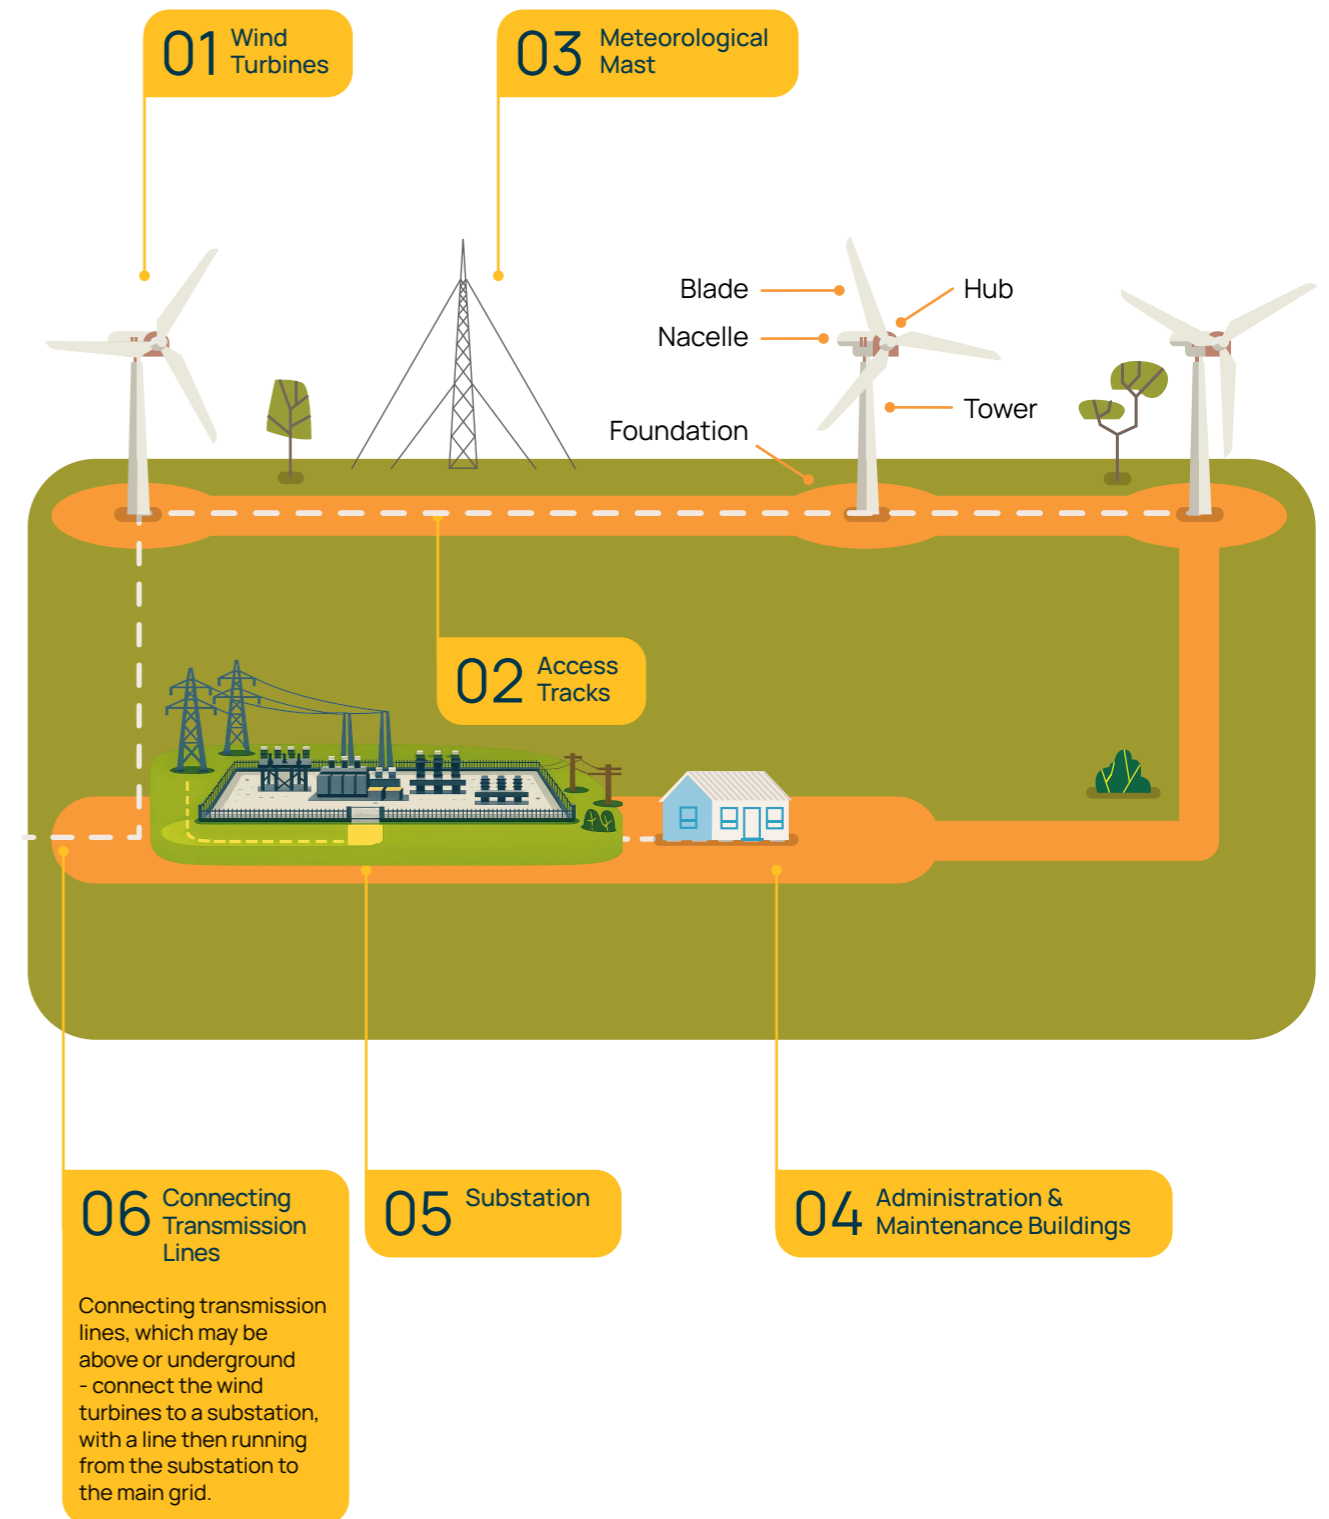 01 Wind
Turbines
03 Meteorological
Mast
Blade
Hub
Nacelle
Tower
Foundation
02 Access
Tracks
06 Connecting
Transmission
Lines
Connecting transmission
lines, which may be
above or underground
- connect the wind
turbines to a substation,
with a line then running
from the substation to
the main grid.
05 Substation
04 Administration &
Maintenance Buildings